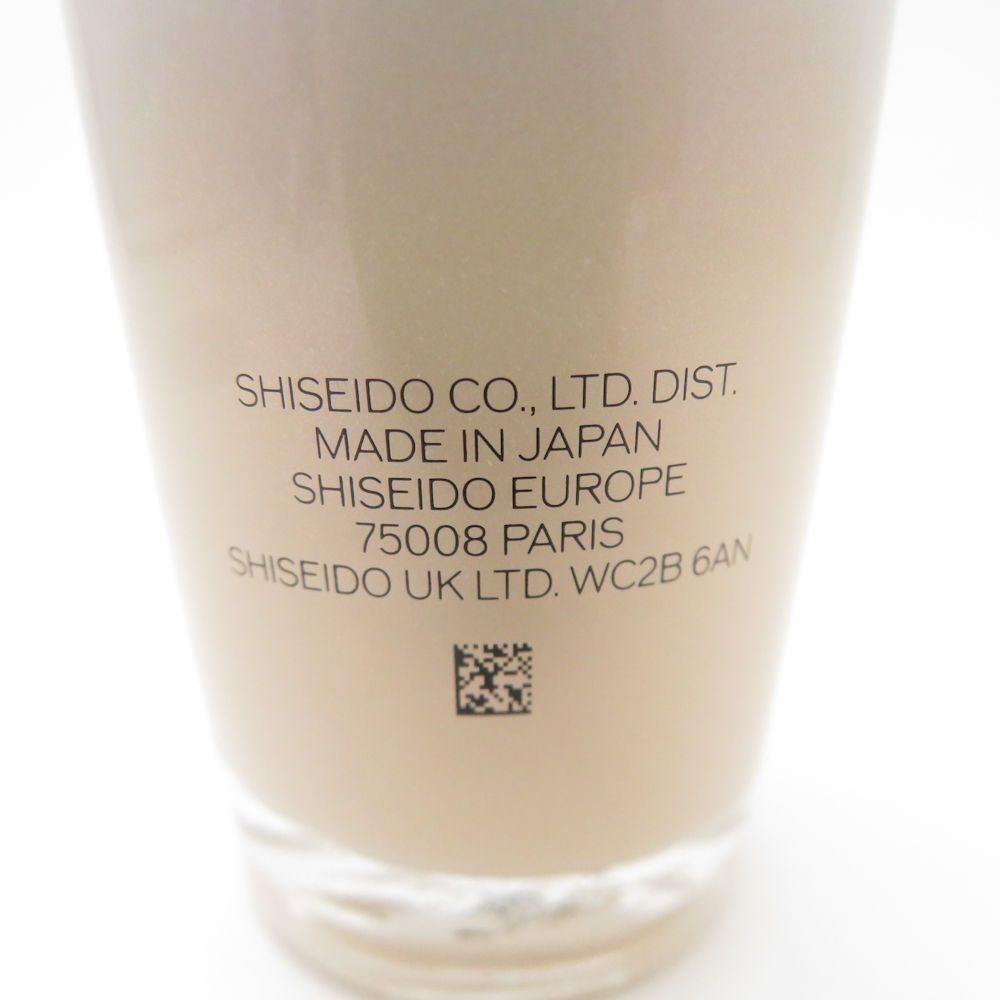 SHISEIDO CO., LTD. DIST.
MADE IN JAPAN
SHISEIDO EUROPE
75008 PARIS
SHISEIDO UK LTD. WC2B 6AN